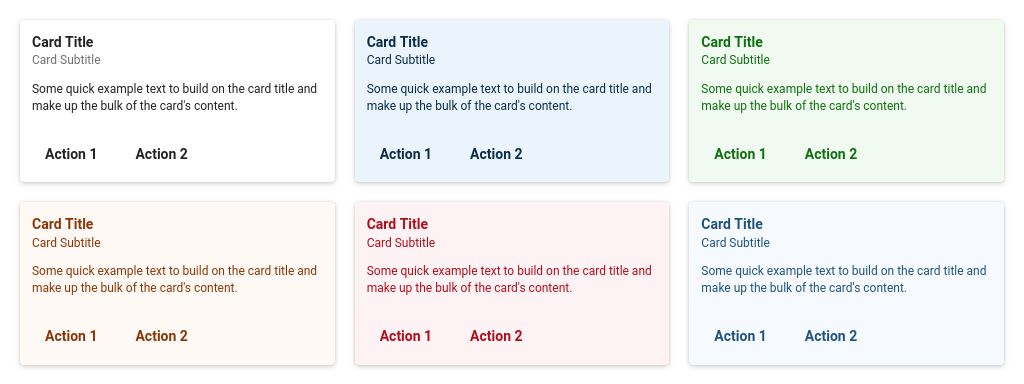 Card Title
Card Subtitle
Some quick example text to build on the card title and
make up the bulk of the card's content.
Action 1 Action 2
Card Title
Card Subtitle
Some quick example text to build on the card title and
make up the bulk of the card's content.
Action 1 Action 2
Card Title
Card Subtitle
Some quick example text to build on the card title and
make up the bulk of the card's content.
Action 1 Action 2
Card Title
Card Subtitle
Some quick example text to build on the card title and
make up the bulk of the card's content.
Action 1 Action 2
Card Title
Card Subtitle
Some quick example text to build on the card title and
make up the bulk of the card's content.
Action 1 Action 2
Card Title
Card Subtitle
Some quick example text to build on the card title and
make up the bulk of the card's content.
Action 1 Action 2